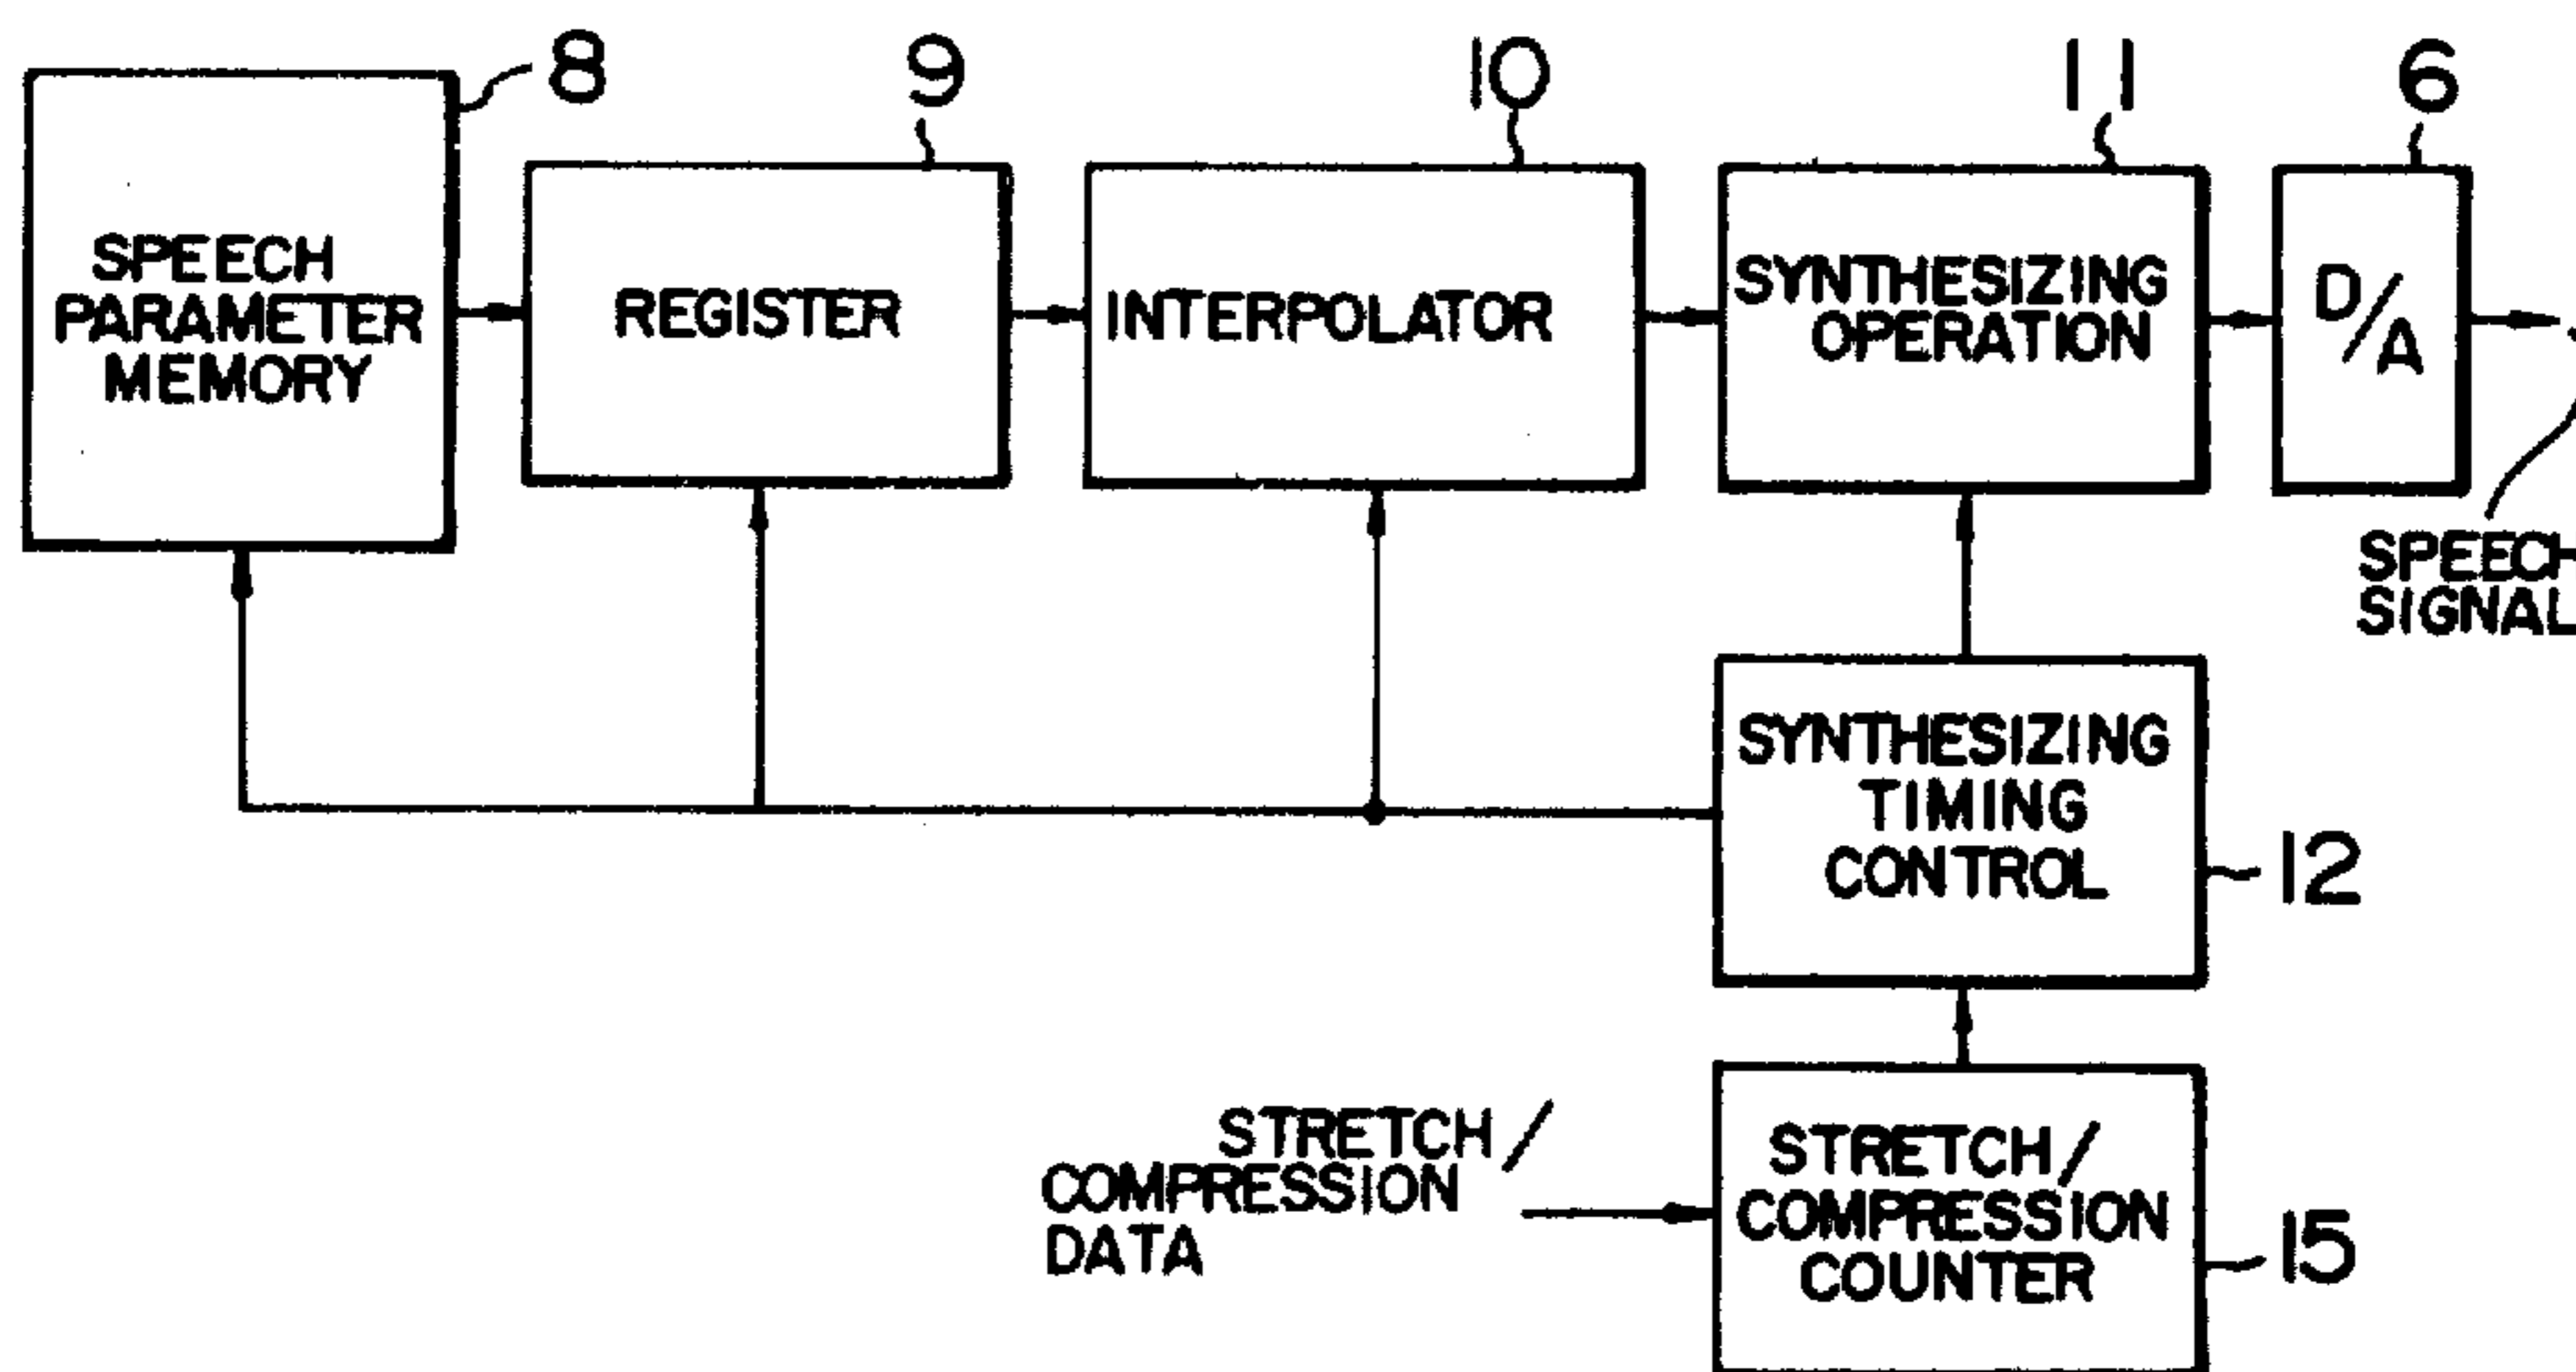 8
9
10
11
6
SPEECH
PARAMETER
MEMORY
REGISTER
INTERPOLATOR
SYNTHESIZING
OPERATION
D/A
SPEECH
SIGNAL
SYNTHESIZING
TIMING
CONTROL
12
STRETCH/
COMPRESSION
DATA
STRETCH/
COMPRESSION
COUNTER
15